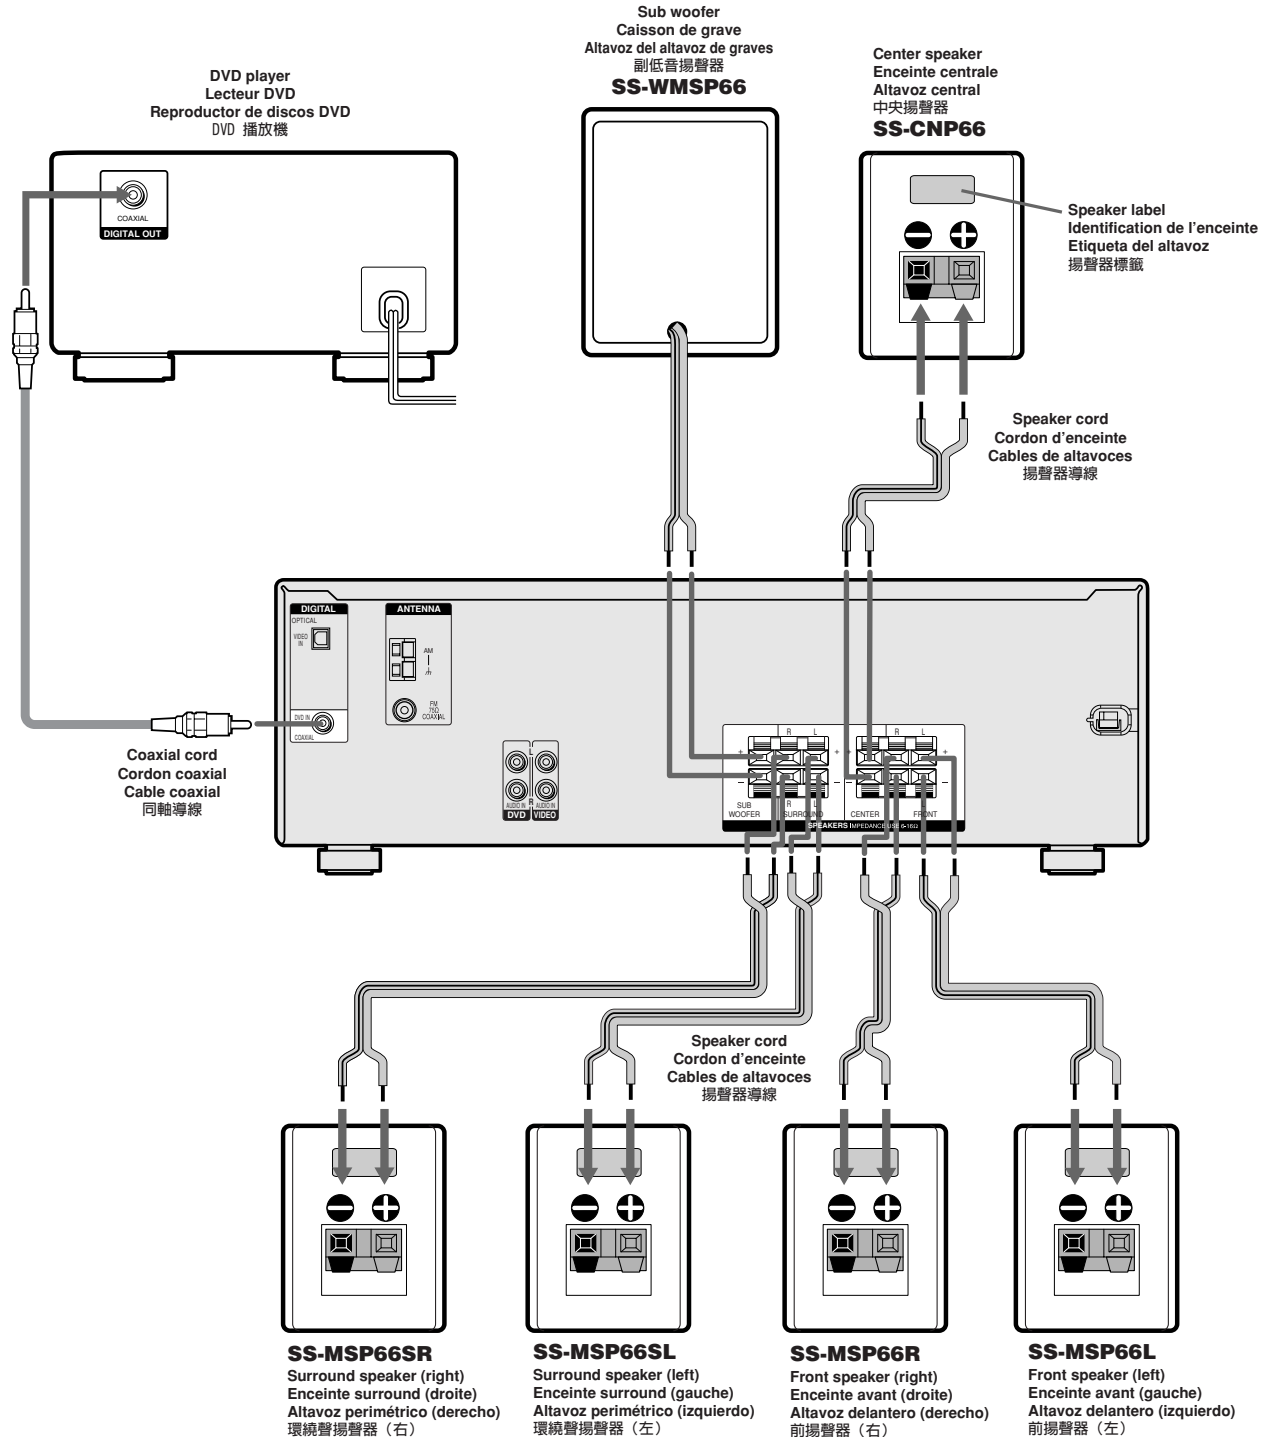 Sub woofer
Caisson de grave
Altavoz del altavoz de graves
副低音揚聲器
SS-WMSP66
Center speaker
Enceinte centrale
Altavoz central
中央揚聲器
SS-CNP66
DVD player
Lecteur DVD
Reproductor de discos DVD
DVD 播放機
COAXIAL
DIGITAL OUT
Speaker label
Identification de l'enceinte
Etiqueta del altavoz
揚聲器標籤
Speaker cord
Cordon d'enceinte
Cables de altavoces
揚聲器導線
DIGITAL
OPTICAL
VIDEO
IN
DVD IN
COAXIAL
ANTENNA
AM
FM
75Ω
COAXIAL
Coaxial cord
Cordon coaxial
Cable coaxial
同軸導線
L
R
AUDIO IN AUDIO IN
DVD VIDEO
R L R L
+ + + +
− − −
SUB
WOOFER
R L
SURROUND
CENTER
L
FRONT
SPEAKERS IMPEDANCE USE 6-16Ω
Speaker cord
Cordon d'enceinte
Cables de altavoces
揚聲器導線
SS-MSP66SR
Surround speaker (right)
Enceinte surround (droite)
Altavoz perimétrico (derecho)
環繞聲揚聲器（右）
SS-MSP66SL
Surround speaker (left)
Enceinte surround (gauche)
Altavoz perimétrico (izquierdo)
環繞聲揚聲器（左）
SS-MSP66R
Front speaker (right)
Enceinte avant (droite)
Altavoz delantero (derecho)
前揚聲器（右）
SS-MSP66L
Front speaker (left)
Enceinte avant (gauche)
Altavoz delantero (izquierdo)
前揚聲器（左）